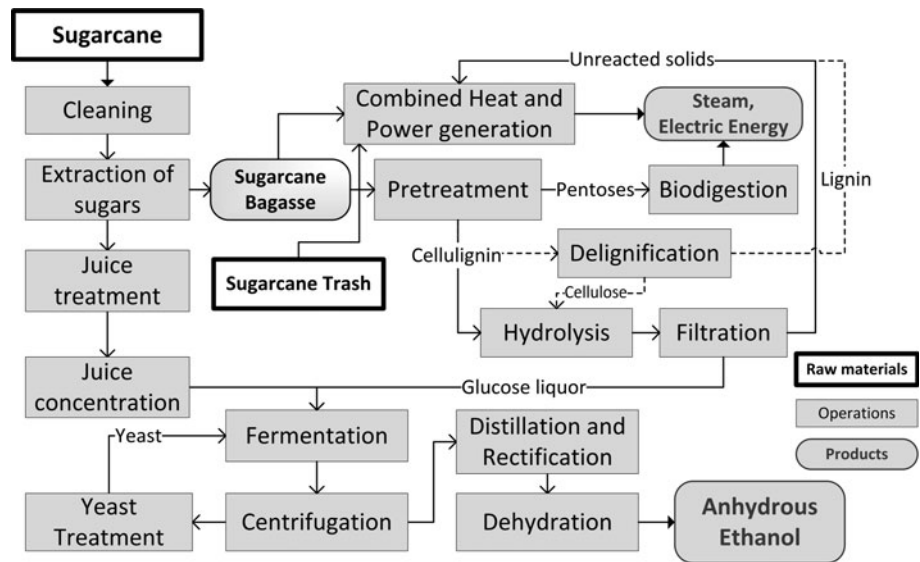 Sugarcane
Unreacted solids
Cleaning
Combined Heat and
Power generation
Steam,
Electric Energy
Extraction of
sugars
Sugarcane
Bagasse
Pretreatment
Pentoses
Biodigestion
Lignin
Cellulignin
Delignification
Juice
treatment
Sugarcane Trash
Cellulose
Hydrolysis
Filtration
Juice
concentration
Glucose liquor
Raw materials
Operations
Products
Yeast
Fermentation
Distillation and
Rectification
Yeast
Treatment
Centrifugation
Dehydration
Anhydrous
Ethanol